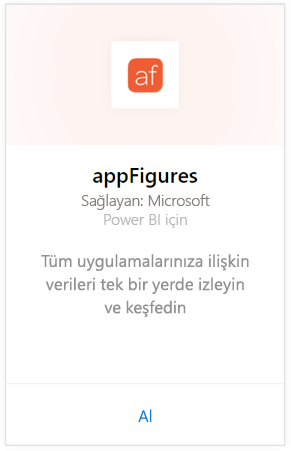 af
appFigures
Sağlayan: Microsoft
Power BI için
Tüm uygulamalarınıza ilişkin
verileri tek bir yerde izleyin
ve keşfedin
Al